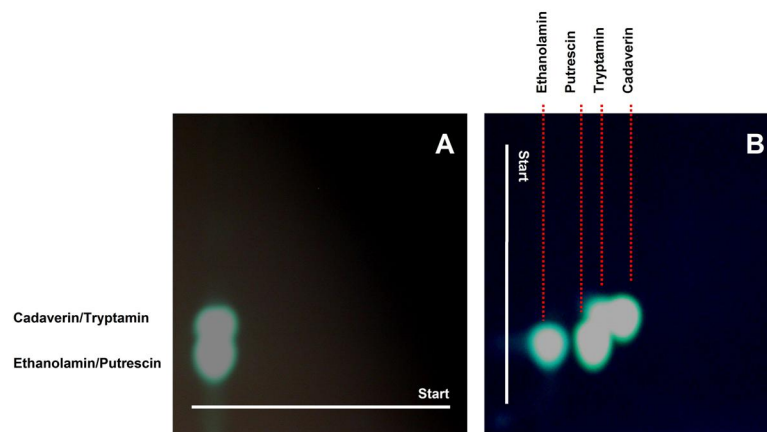 Ethanolamin
Putrescin
Tryptamin
Cadaverin
A
B
Start
Cadaverin/Tryptamin
Ethanolamin/Putrescin
Start